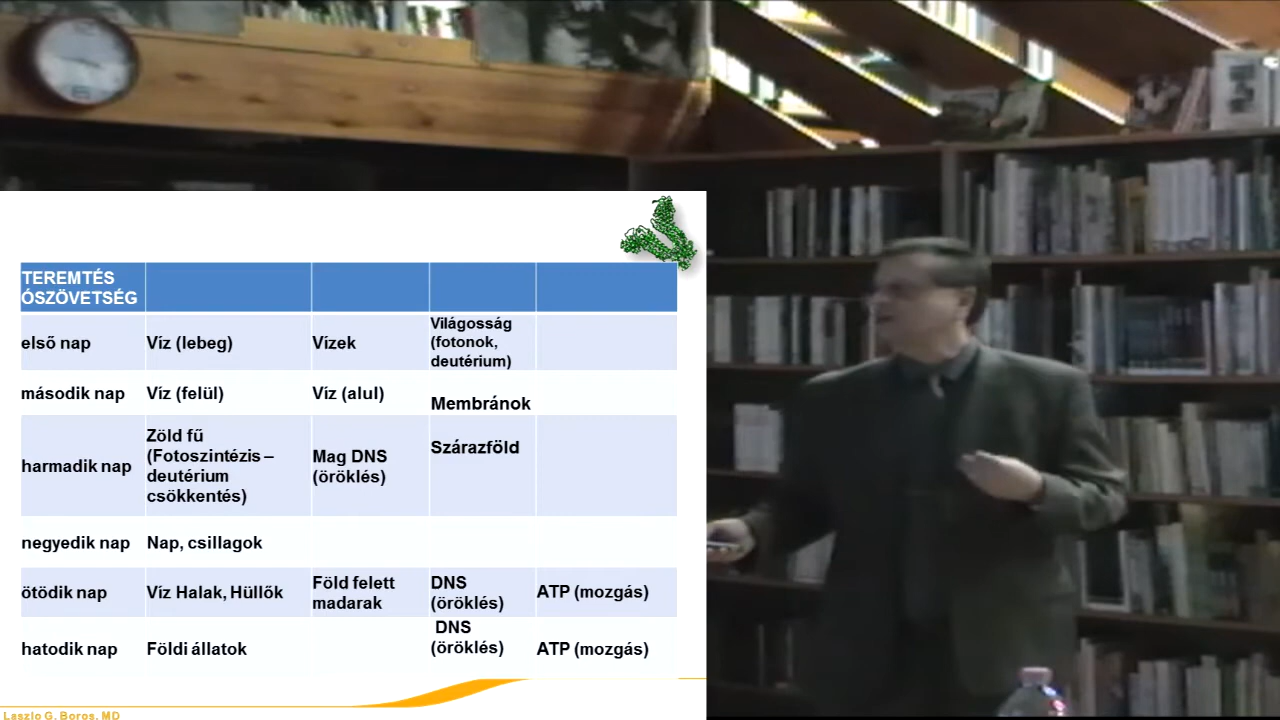 TEREMTÉS
ÓSZÖVETSÉG
első nap
Víz (lebeg)
Vízek
Világosság
(fotonok,
deutérium)
második nap
Víz (felül)
Víz (alul)
Membránok
harmadik nap
Zöld fű
(Fotoszintézis –
deutérium
csökkentés)
Mag DNS
(öröklés)
Szárazföld
negyedik nap
Nap, csillagok
ötödik nap
Víz Halak, Hüllők
Föld felett
madarak
DNS
(öröklés)
ATP (mozgás)
hatodik nap
Földi állatok
DNS
(öröklés)
ATP (mozgás)
Laszlo G. Boros, MD